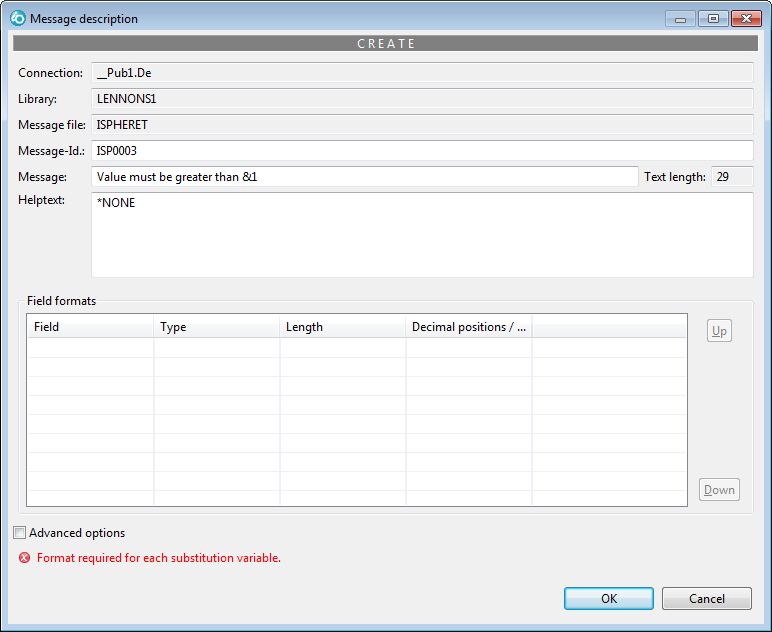 Message description
CREATE
Connection: __Pub1.De
Library: LENNONS1
Message file: ISPHERET
Message-Id.: ISP0003
Message: Value must be greater than &1 Text length: 29
Helptext: *NONE
Field formats
Field Type Length Decimal positions / ...
Up
Down
Advanced options
Format required for each substitution variable.
OK Cancel